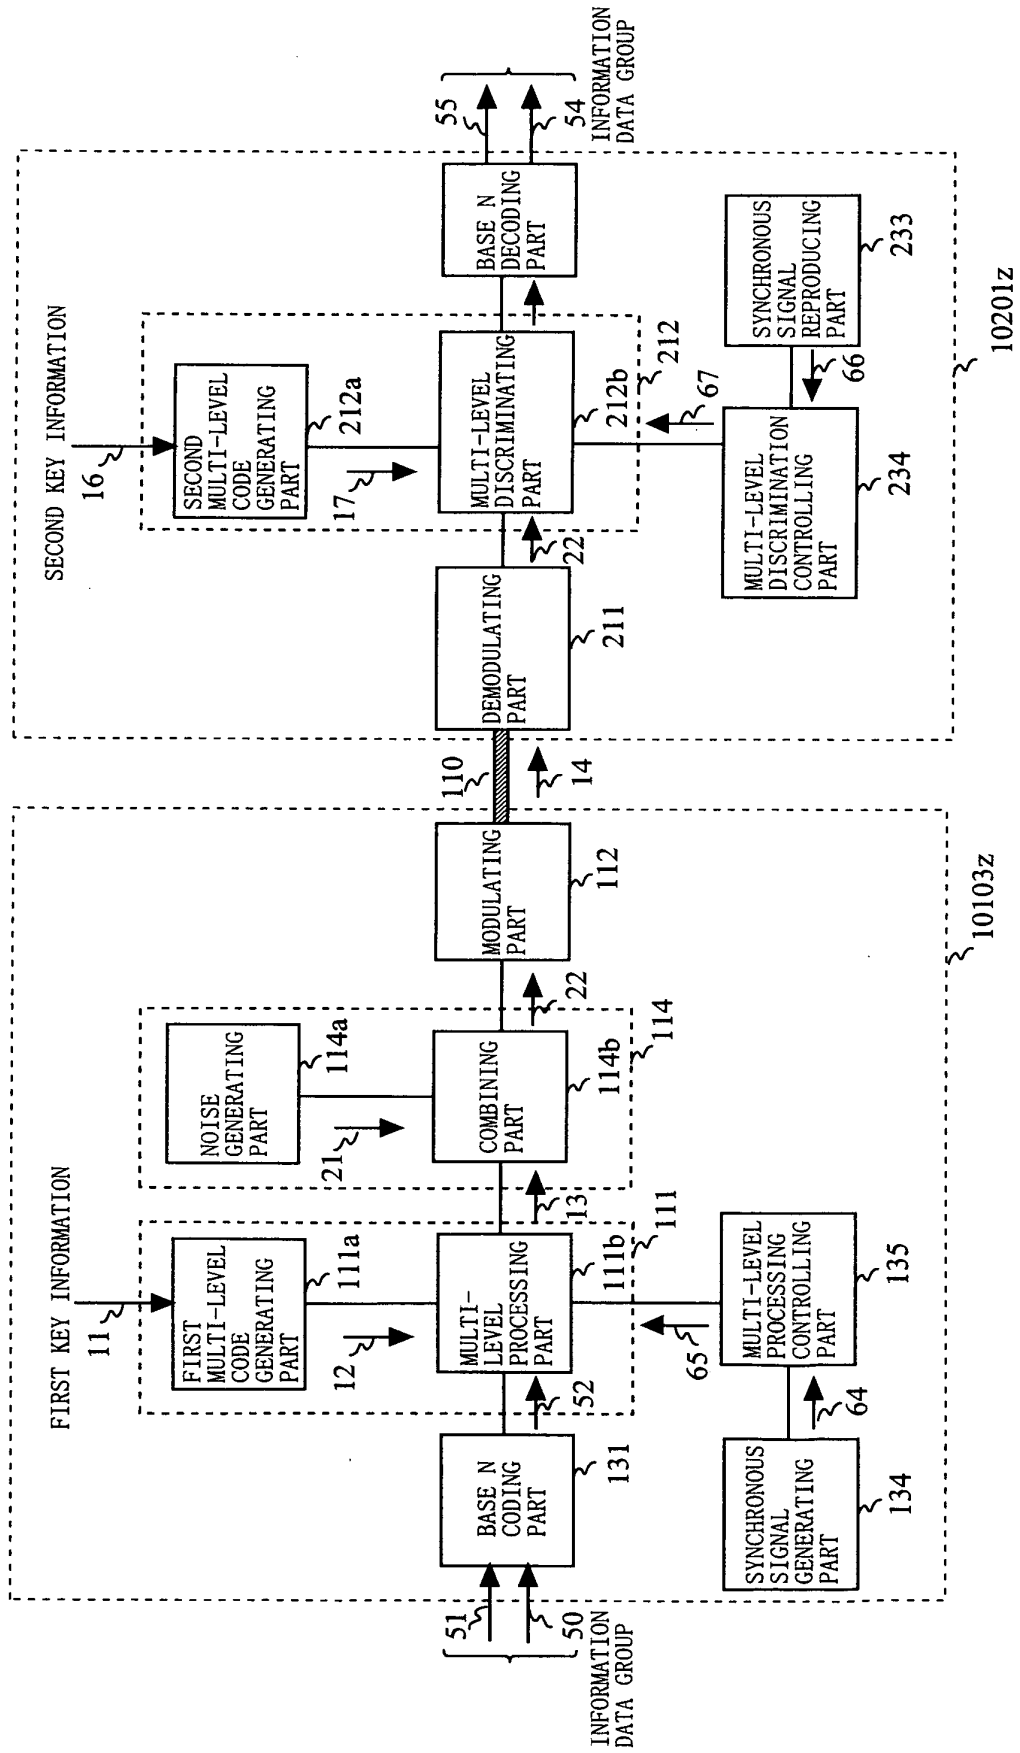 FIRST KEY INFORMATION
11
FIRST
MULTI-LEVEL
CODE
GENERATING
PART
111a
12
NOISE
GENERATING
PART
114a
21
INFORMATION
DATA GROUP
51
50
BASE N
CODING
PART
131
52
MULTI-
LEVEL
PROCESSING
PART
111b
111
13
COMBINING
PART
114b
114
22
MODULATING
PART
112
SYNCHRONOUS
SIGNAL
GENERATING
PART
134
64
MULTI-LEVEL
PROCESSING
CONTROLLING
PART
135
65
10103z
110
14
SECOND KEY INFORMATION
16
SECOND
MULTI-LEVEL
CODE
GENERATING
PART
212a
17
DEMODULATING
PART
211
22
MULTI-LEVEL
DISCRIMINATING
PART
212b
212
BASE N
DECODING
PART
55
54
INFORMATION
DATA GROUP
MULTI-LEVEL
DISCRIMINATION
CONTROLLING
PART
234
67
66
SYNCHRONOUS
SIGNAL
REPRODUCING
PART
233
10201z